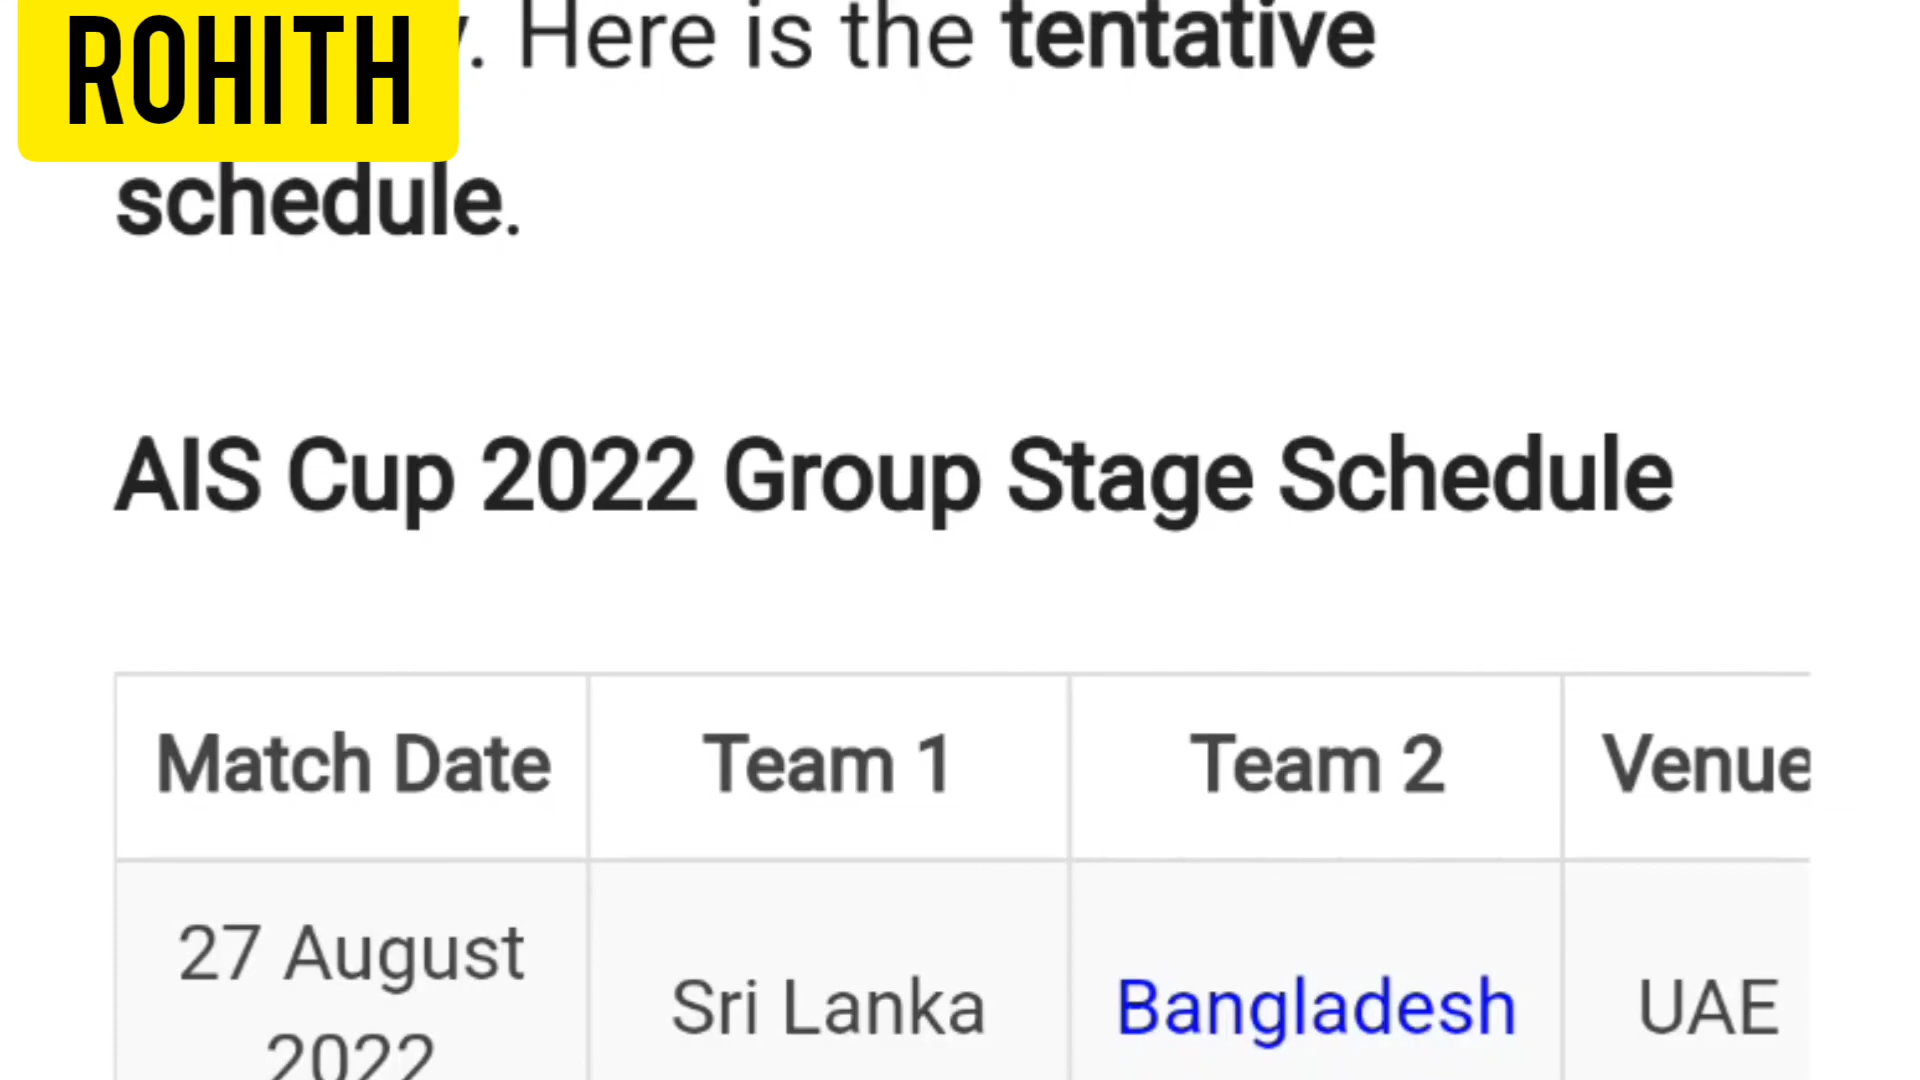 ROHITH
. Here is the tentative
schedule.
AIS Cup 2022 Group Stage Schedule
Match Date Team 1 Team 2 Venue
27 August
Sri Lanka Bangladesh UAE
2022